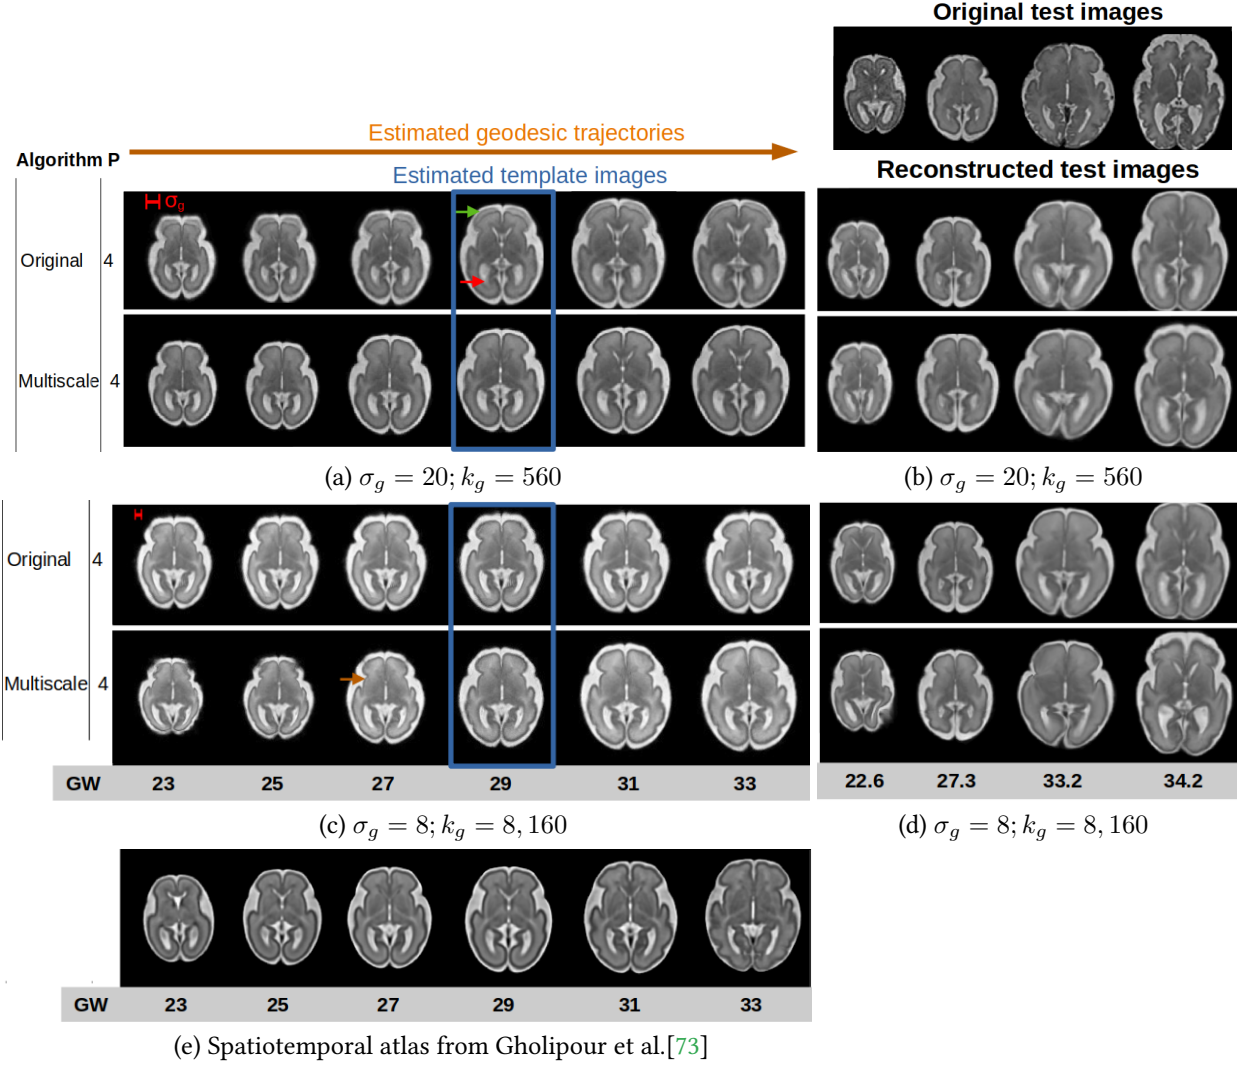 Original test images
Estimated geodesic trajectories
Algorithm P
Estimated template images
Reconstructed test images
σg
Original 4
Multiscale 4
(a) σg = 20; kg = 560
(b) σg = 20; kg = 560
Original 4
Multiscale 4
GW 23 25 27 29 31 33
22.6 27.3 33.2 34.2
(c) σg = 8; kg = 8, 160
(d) σg = 8; kg = 8, 160
GW 23 25 27 29 31 33
(e) Spatiotemporal atlas from Gholipour et al.[73]